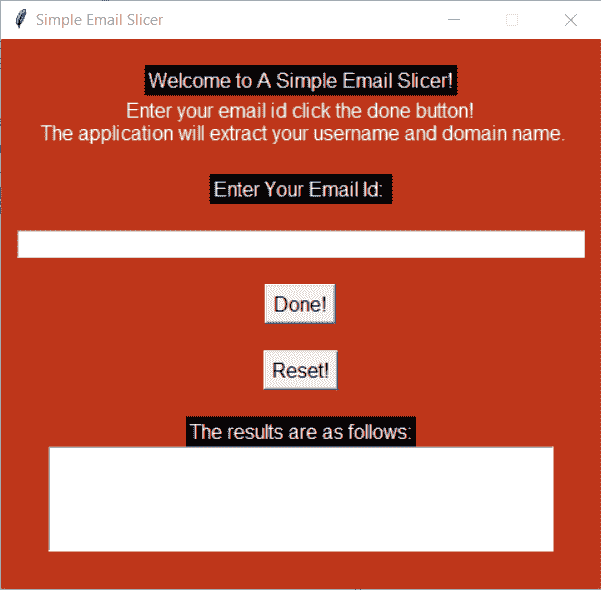 Simple Email Slicer
Welcome to A Simple Email Slicer!
Enter your email id click the done button!
The application will extract your username and domain name.
Enter Your Email Id:
Done!
Reset!
The results are as follows: